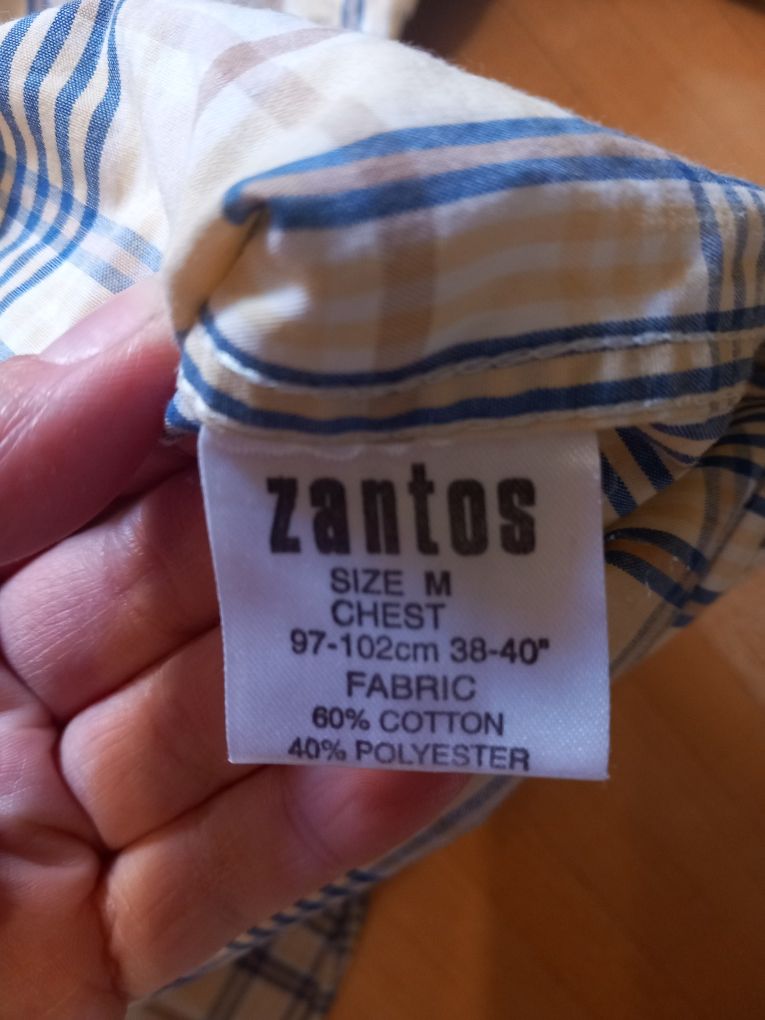 zantos
SIZE M
CHEST
97-102cm 38-40"
FABRIC
60% COTTON
40% POLYESTER